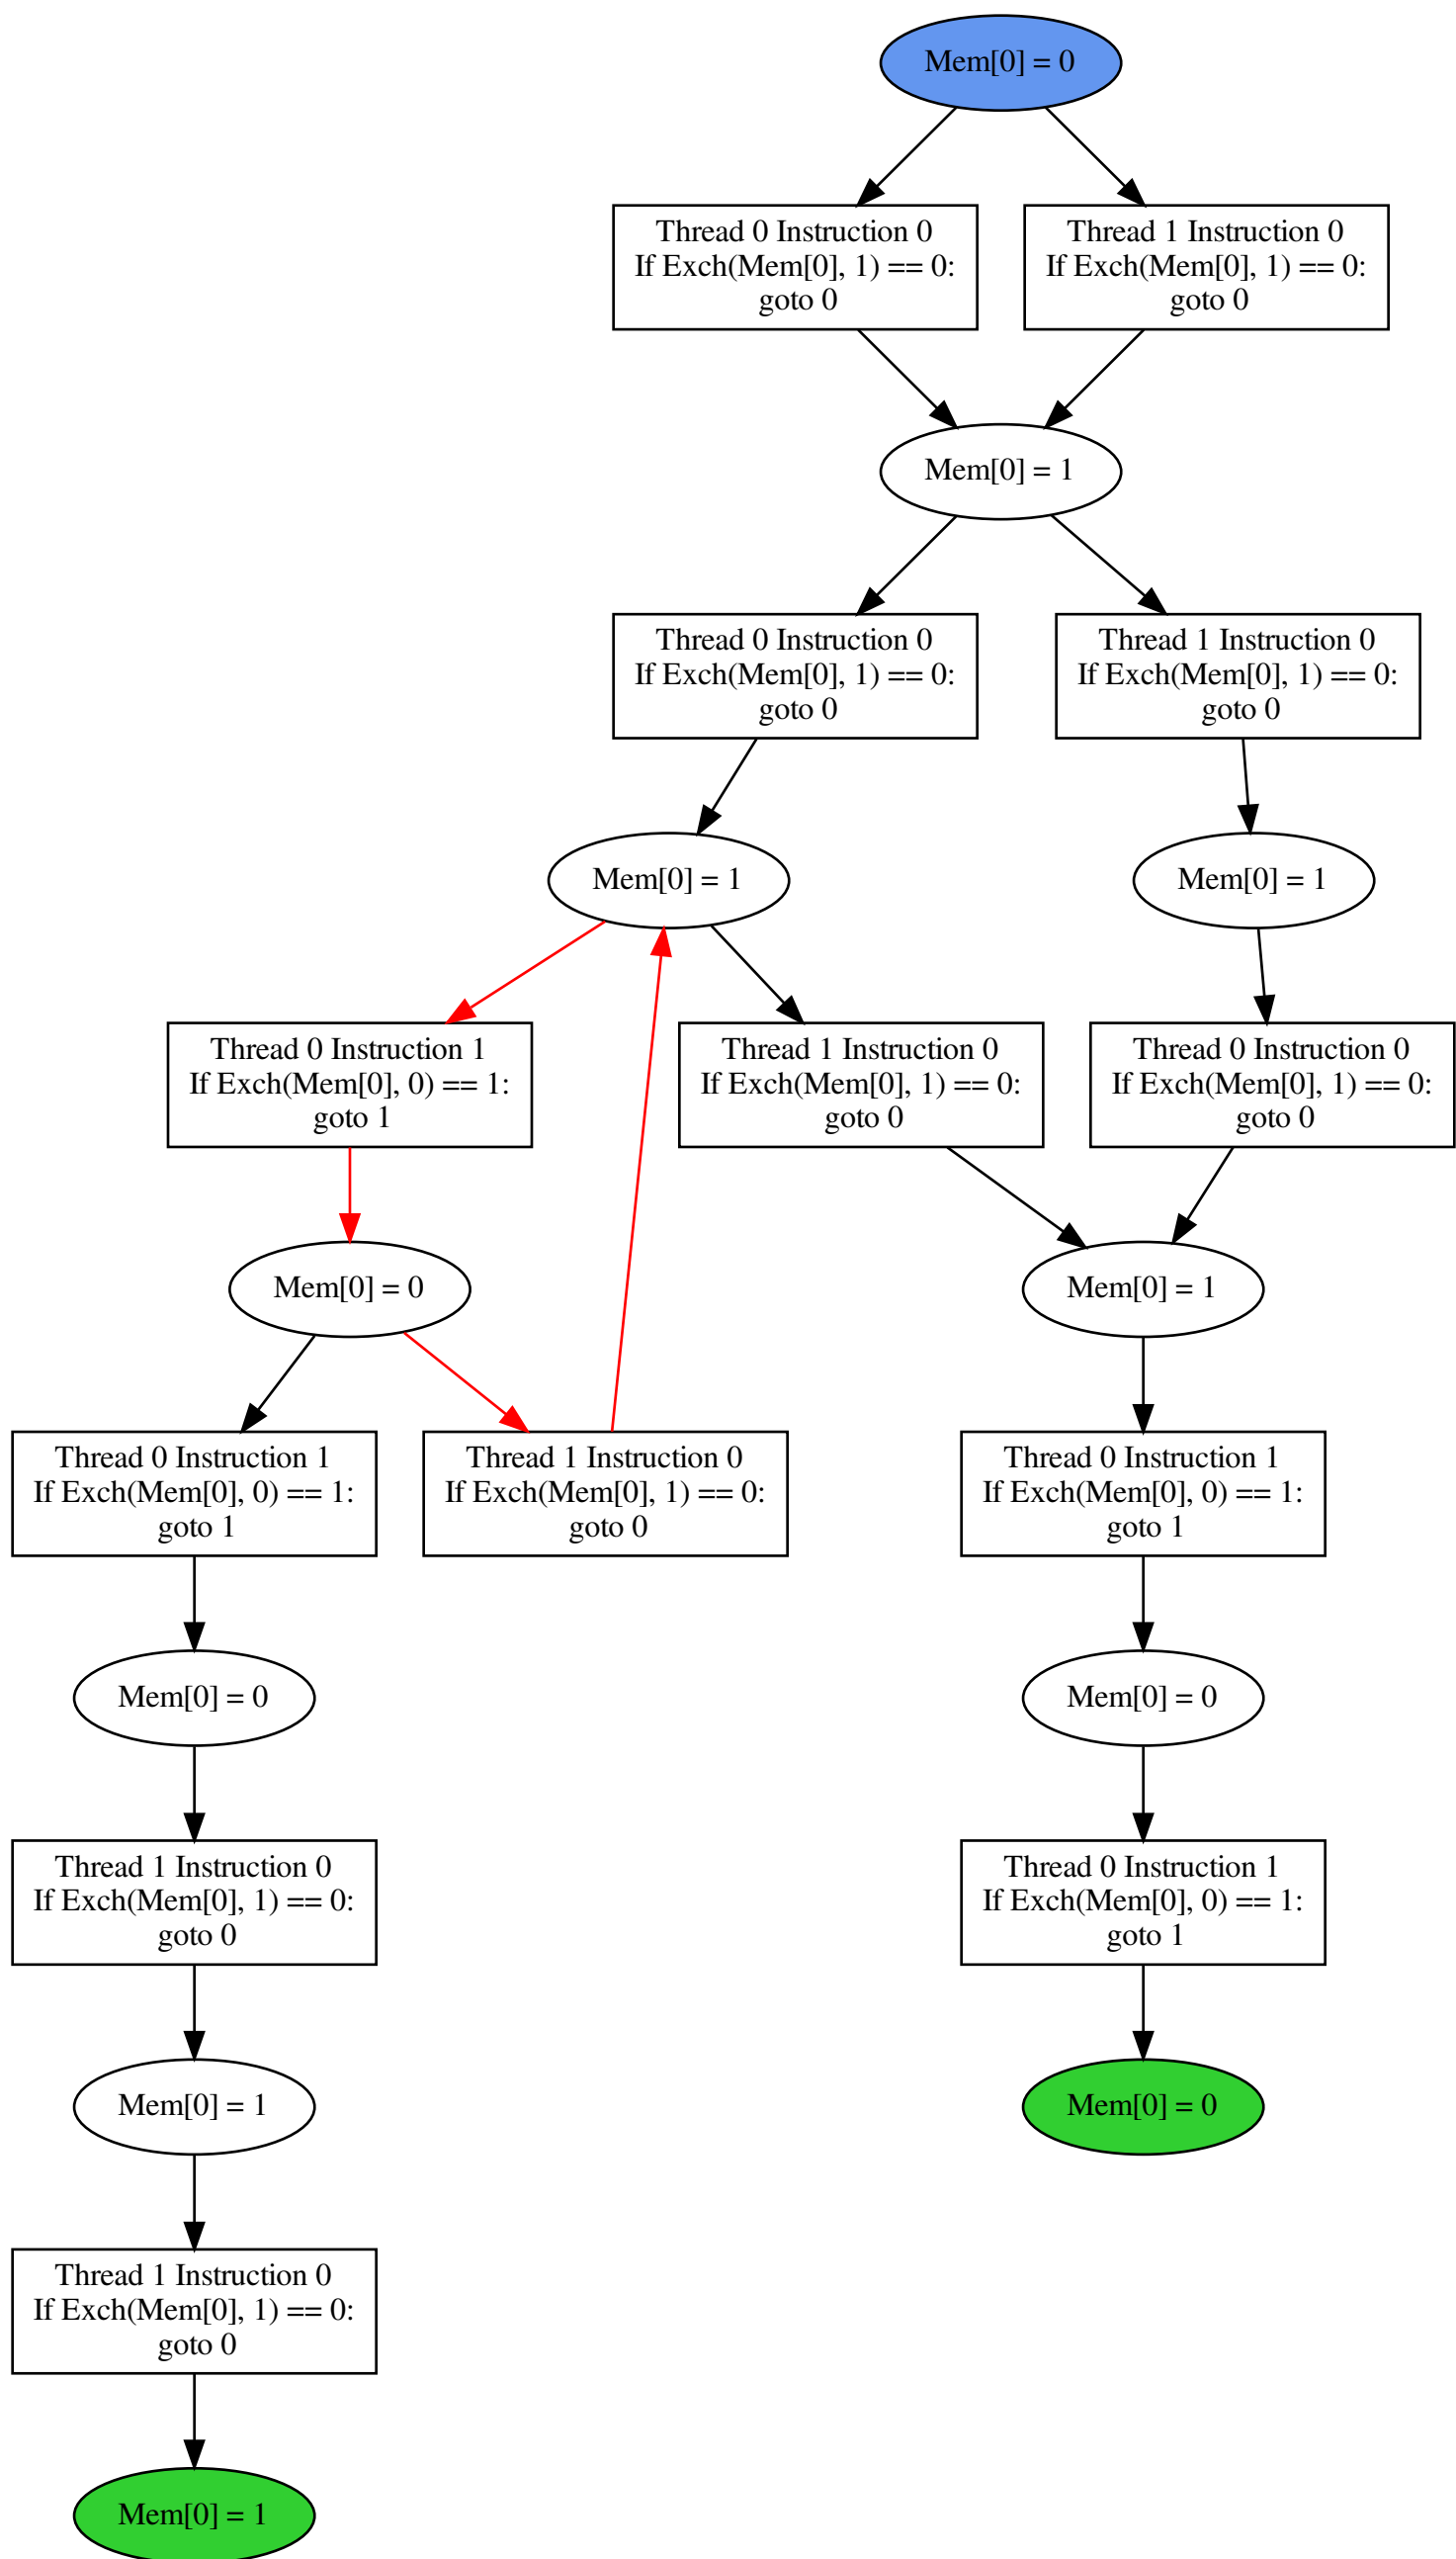 Mem[0] = 0
Thread 0 Instruction 0
If Exch(Mem[0], 1) == 0:
goto 0
Thread 1 Instruction 0
If Exch(Mem[0], 1) == 0:
goto 0
Mem[0] = 1
Thread 0 Instruction 0
If Exch(Mem[0], 1) == 0:
goto 0
Thread 1 Instruction 0
If Exch(Mem[0], 1) == 0:
goto 0
Mem[0] = 1
Mem[0] = 1
Thread 0 Instruction 1
If Exch(Mem[0], 0) == 1:
goto 1
Thread 1 Instruction 0
If Exch(Mem[0], 1) == 0:
goto 0
Thread 0 Instruction 0
If Exch(Mem[0], 1) == 0:
goto 0
Mem[0] = 0
Mem[0] = 1
Thread 0 Instruction 1
If Exch(Mem[0], 0) == 1:
goto 1
Thread 1 Instruction 0
If Exch(Mem[0], 1) == 0:
goto 0
Thread 0 Instruction 1
If Exch(Mem[0], 0) == 1:
goto 1
Mem[0] = 0
Mem[0] = 0
Thread 1 Instruction 0
If Exch(Mem[0], 1) == 0:
goto 0
Thread 0 Instruction 1
If Exch(Mem[0], 0) == 1:
goto 1
Mem[0] = 1
Mem[0] = 0
Thread 1 Instruction 0
If Exch(Mem[0], 1) == 0:
goto 0
Mem[0] = 1